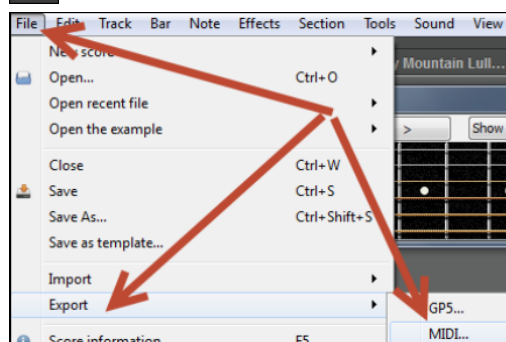 File Edit Track Bar Note Effects Section Tools Sound View
New score
Mountain Lull...
Open... Ctrl+O
Open recent file
Open the example
> Show
Close Ctrl+W
Save Ctrl+S
Save As... Ctrl+Shift+S
Save as template...
Import
Export
GP5...
Score information F5
MIDI...